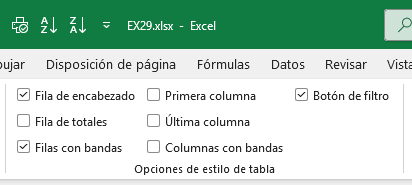 EX29.xlsx - Excel
ujar Disposición de página Fórmulas Datos Revisar Vista
Fila de encabezado Primera columna Botón de filtro
Fila de totales Última columna
Filas con bandas Columnas con bandas
Opciones de estilo de tabla